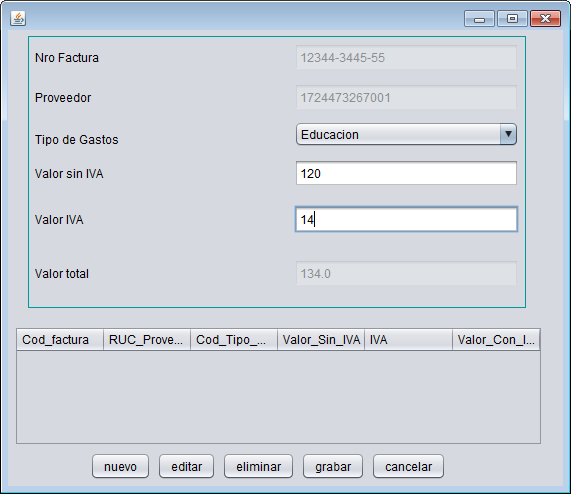 Nro Factura 12344-3445-55
Proveedor 1724473267001
Tipo de Gastos Educacion
Valor sin IVA 120
Valor IVA 14
Valor total 134.0
Cod_factura RUC_Prove... Cod_Tipo_... Valor_Sin_IVA IVA Valor_Con_I...
nuevo editar eliminar grabar cancelar